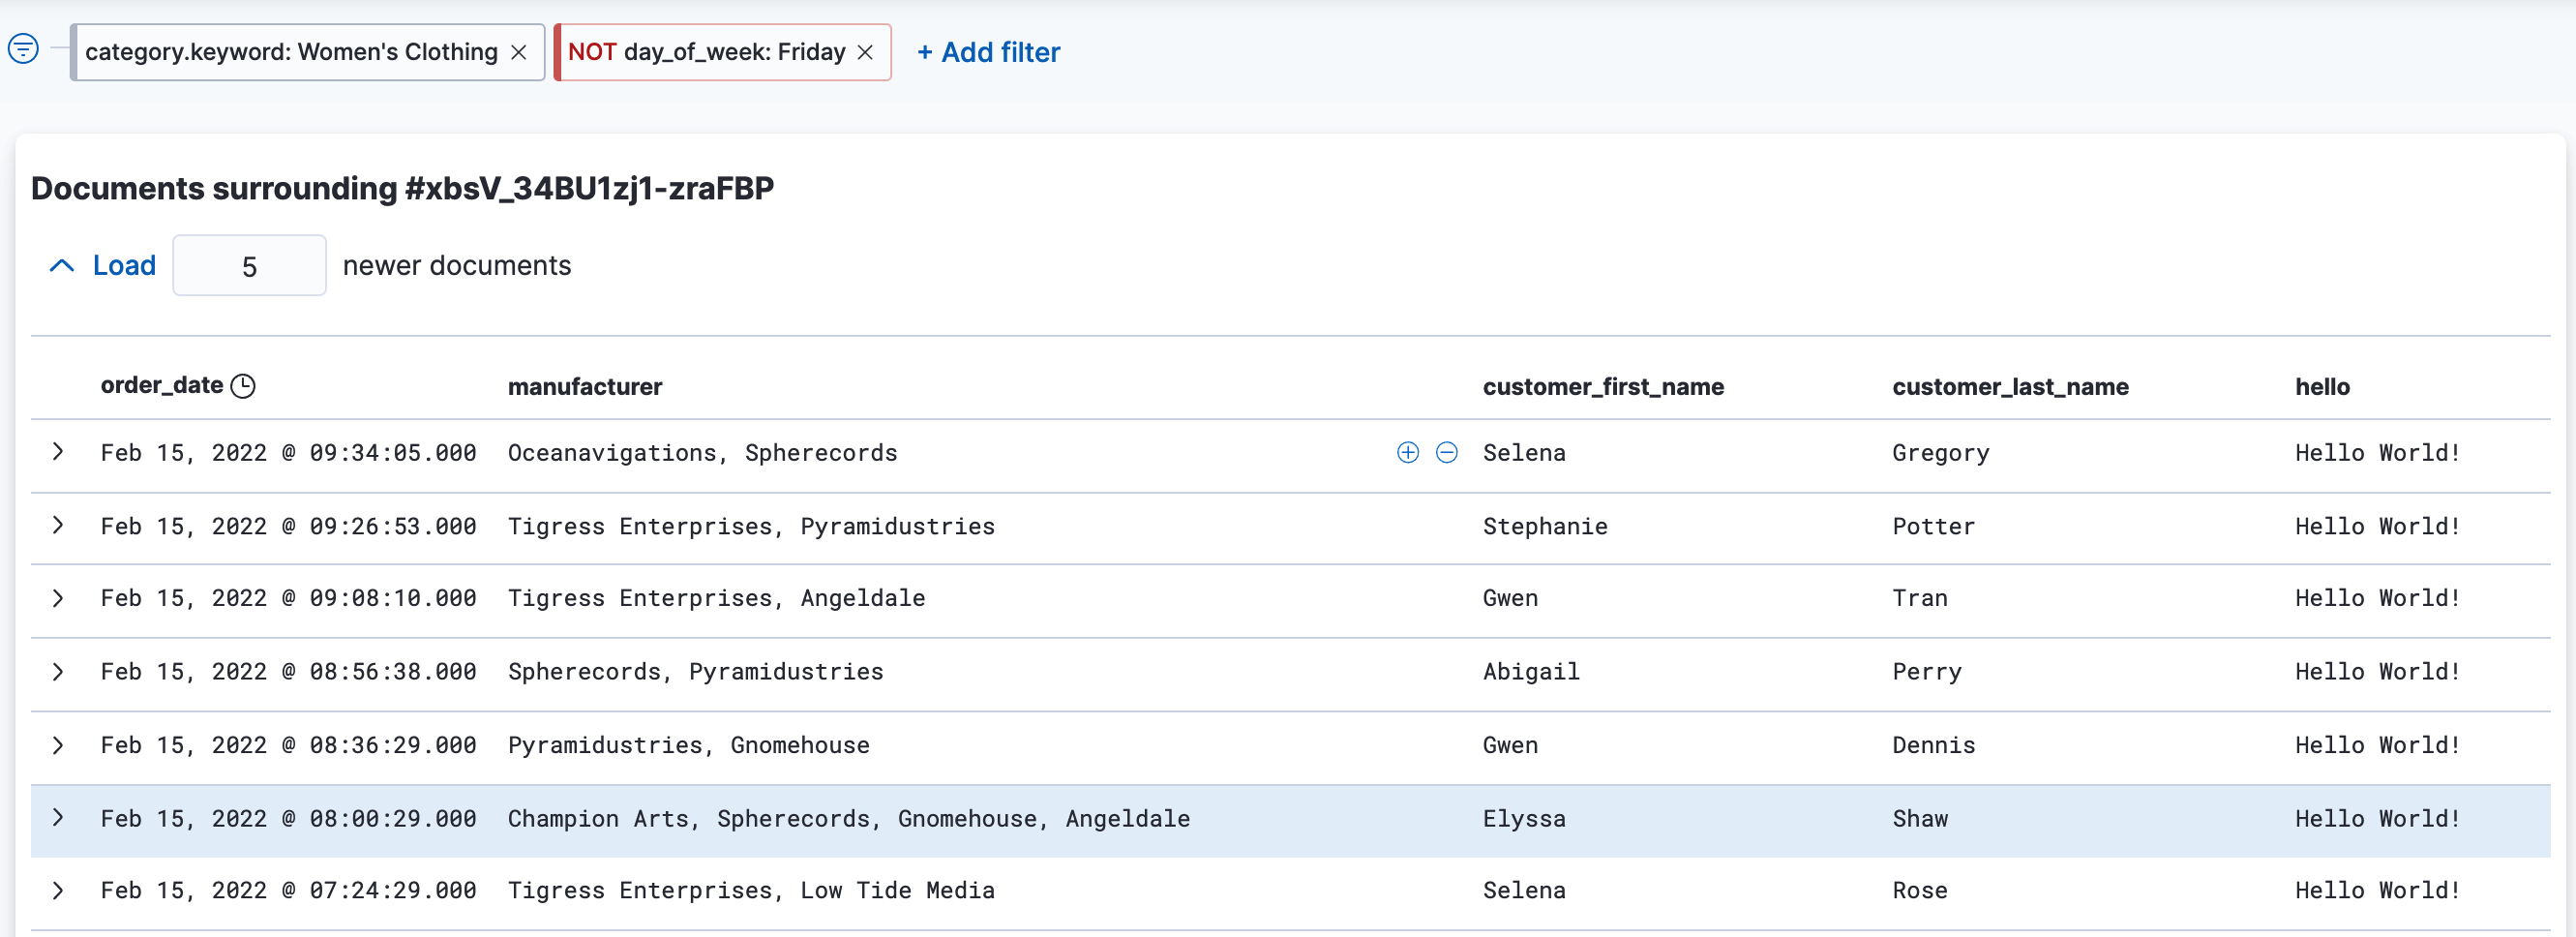 category.keyword: Women's Clothing × NOT day_of_week: Friday × + Add filter
Documents surrounding #xbsV_34BU1zj1-zraFBP
Load 5 newer documents
order_date manufacturer customer_first_name customer_last_name hello
Feb 15, 2022 @ 09:34:05.000 Oceanavigations, Spherecords Selena Gregory Hello World!
Feb 15, 2022 @ 09:26:53.000 Tigress Enterprises, Pyramidustries Stephanie Potter Hello World!
Feb 15, 2022 @ 09:08:10.000 Tigress Enterprises, Angeldale Gwen Tran Hello World!
Feb 15, 2022 @ 08:56:38.000 Spherecords, Pyramidustries Abigail Perry Hello World!
Feb 15, 2022 @ 08:36:29.000 Pyramidustries, Gnomehouse Gwen Dennis Hello World!
Feb 15, 2022 @ 08:00:29.000 Champion Arts, Spherecords, Gnomehouse, Angeldale Elyssa Shaw Hello World!
Feb 15, 2022 @ 07:24:29.000 Tigress Enterprises, Low Tide Media Selena Rose Hello World!